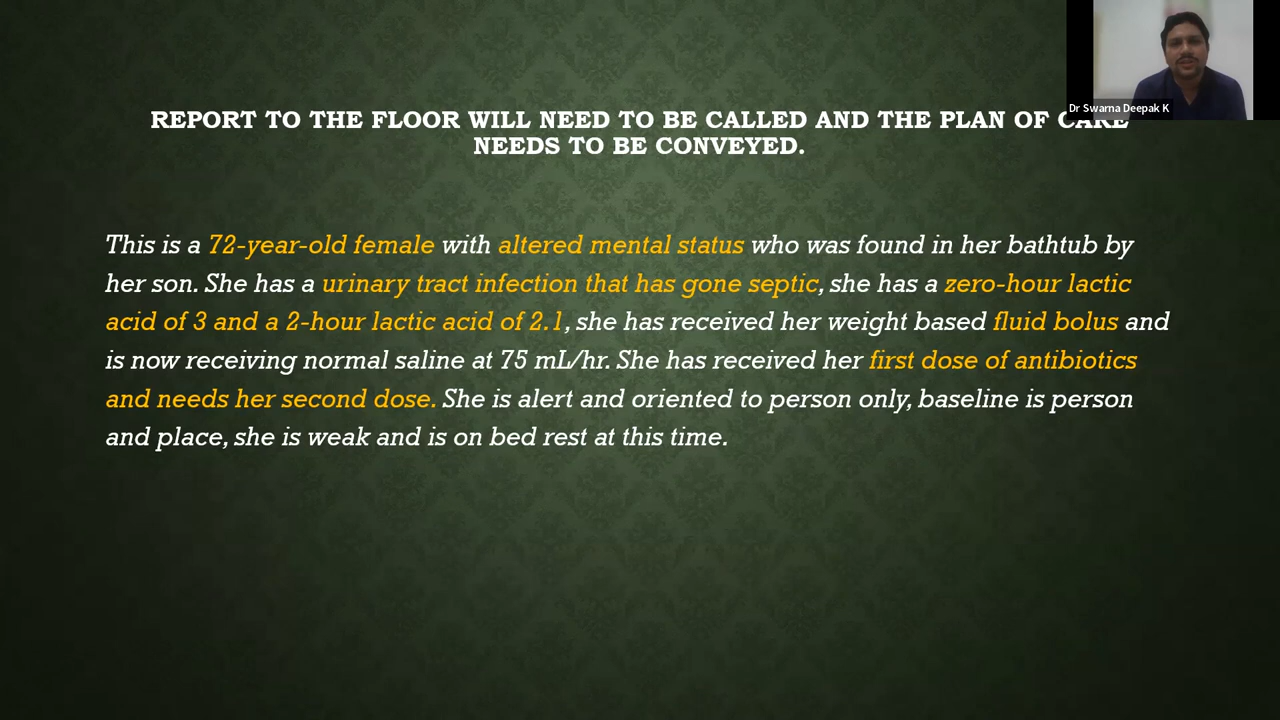 Dr Swarna Deepak K
REPORT TO THE FLOOR WILL NEED TO BE CALLED AND THE PLAN OF CARE
NEEDS TO BE CONVEYED.
This is a 72-year-old female with altered mental status who was found in her bathtub by
her son. She has a urinary tract infection that has gone septic, she has a zero-hour lactic
acid of 3 and a 2-hour lactic acid of 2.1, she has received her weight based fluid bolus and
is now receiving normal saline at 75 mL/hr. She has received her first dose of antibiotics
and needs her second dose. She is alert and oriented to person only, baseline is person
and place, she is weak and is on bed rest at this time.